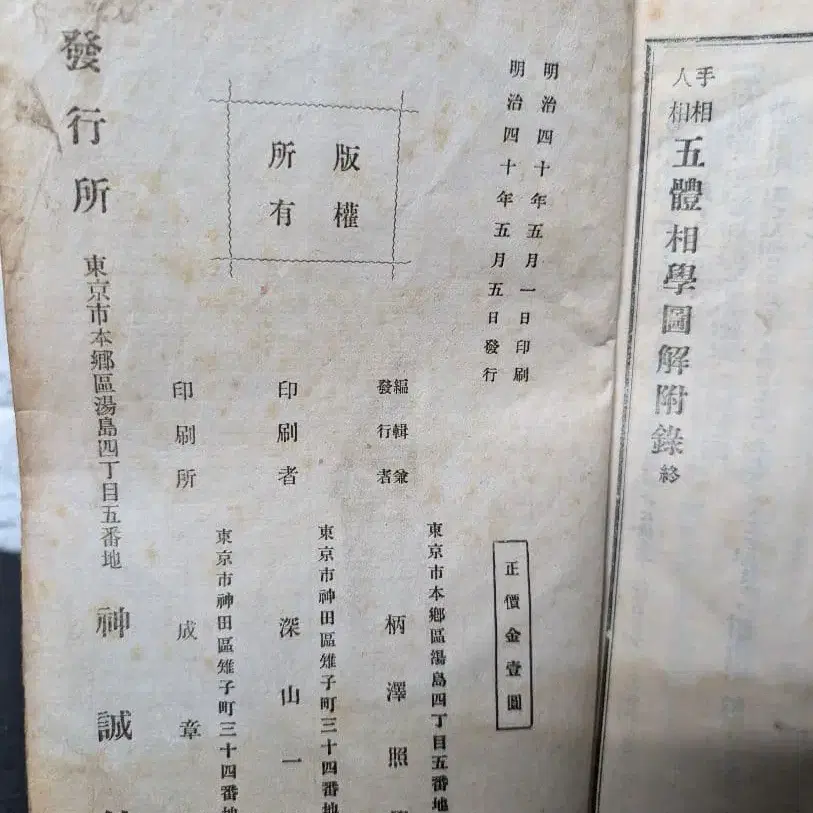 手相
人相
五體相學圖解附錄 終
明治四十年五月一日印刷
明治四十年五月五日發行
正價金壹圓
版權
所有
編輯兼
發行者
東京市本鄕區湯島四丁目五番地
柄澤照
印刷者
東京市神田區雉子町三十四番地
深山一
印刷所
東京市神田區雉子町三十四番地
成章
發行所
東京市本鄕區湯島四丁目五番地
神誠